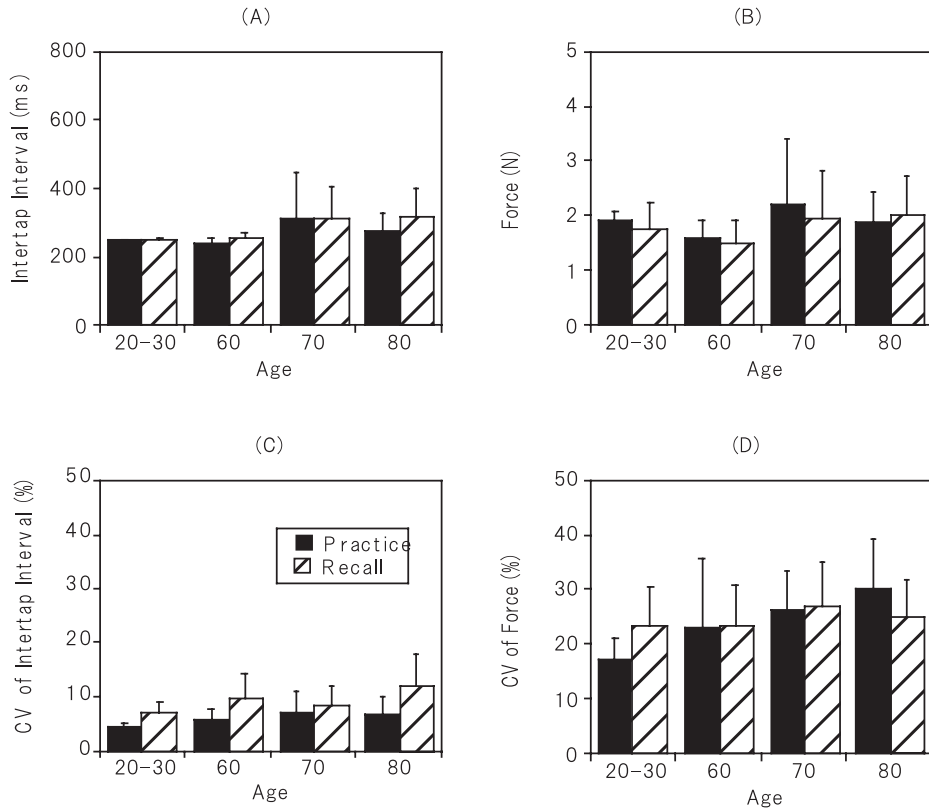 (A)
Intertap Interval (ms)
800
600
400
200
0
20-30 60 70 80
Age
(B)
Force (N)
5
4
3
2
1
0
20-30 60 70 80
Age
(C)
CV of Intertap Interval (%)
50
40
30
20
10
0
Practice
Recall
20-30 60 70 80
Age
(D)
CV of Force (%)
50
40
30
20
10
0
20-30 60 70 80
Age